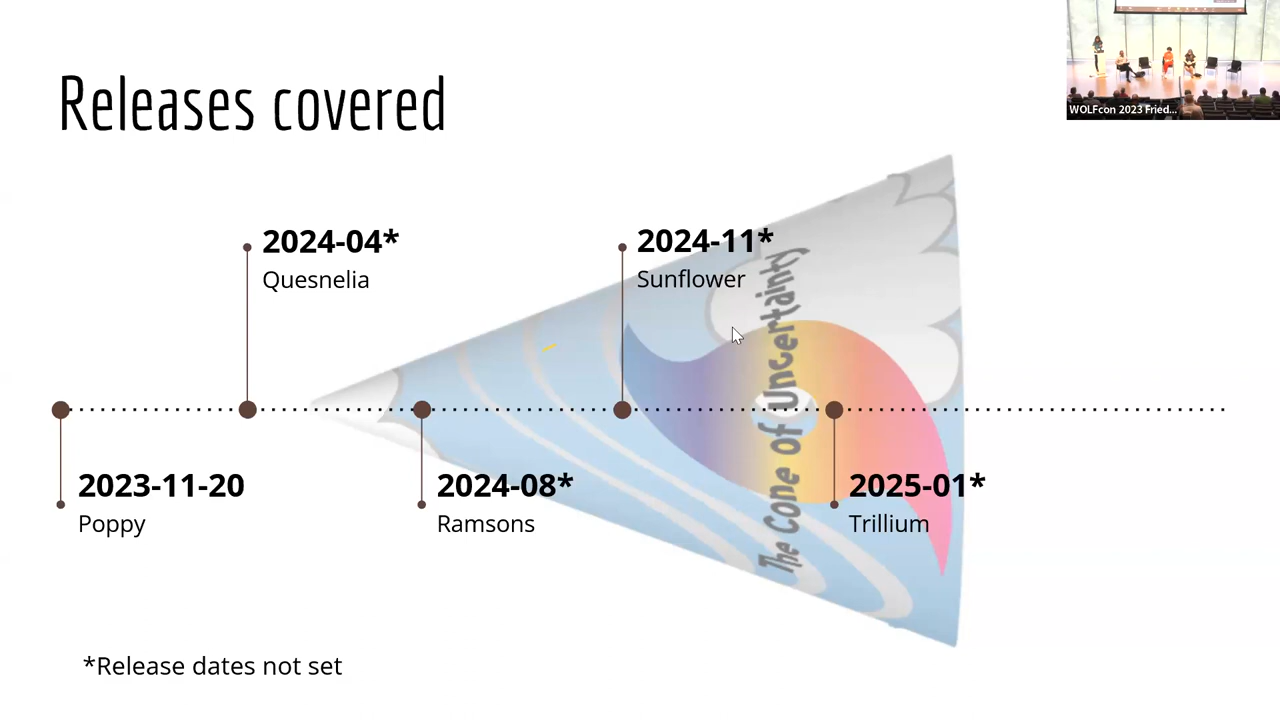 Releases covered
WOLFcon 2023 Fried...
2024-04*
Quesnelia
2024-11*
Sunflower
The Cone of Uncertainty
2023-11-20
Poppy
2024-08*
Ramsons
2025-01*
Trillium
*Release dates not set